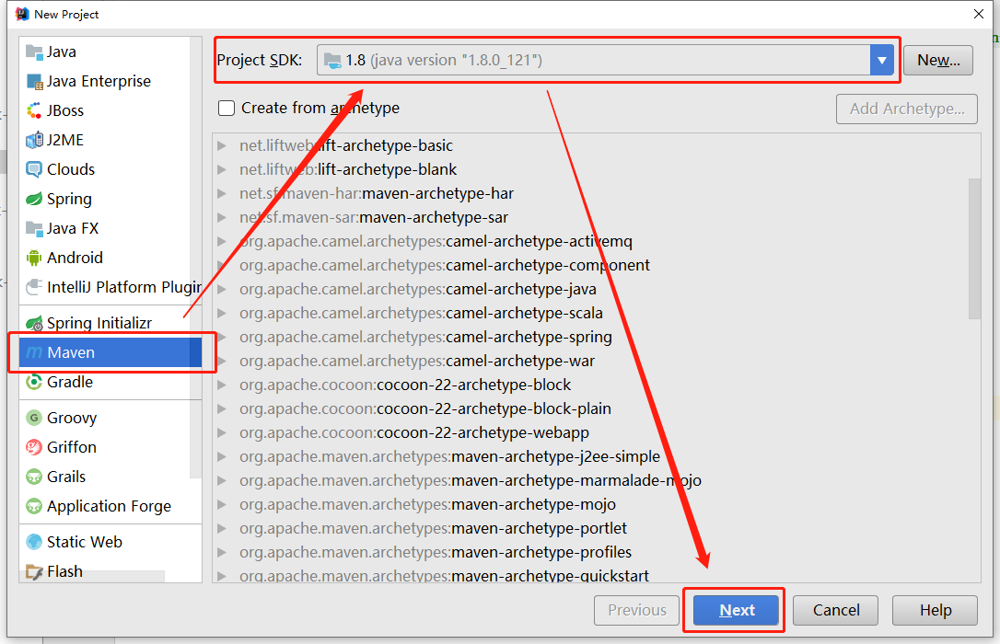 New Project
Java
Java Enterprise
JBoss
J2ME
Clouds
Spring
Java FX
Android
IntelliJ Platform Plugin
Spring Initializr
Maven
Gradle
Groovy
Griffon
Grails
Application Forge
Static Web
Flash
Project SDK: 1.8 (java version "1.8.0_121") New...
Create from archetype Add Archetype...
net.liftweb:lift-archetype-basic
net.liftweb:lift-archetype-blank
net.sf.maven-har:maven-archetype-har
net.sf.maven-sar:maven-archetype-sar
org.apache.camel.archetypes:camel-archetype-activemq
org.apache.camel.archetypes:camel-archetype-component
org.apache.camel.archetypes:camel-archetype-java
org.apache.camel.archetypes:camel-archetype-scala
org.apache.camel.archetypes:camel-archetype-spring
org.apache.camel.archetypes:camel-archetype-war
org.apache.cocoon:cocoon-22-archetype-block
org.apache.cocoon:cocoon-22-archetype-block-plain
org.apache.cocoon:cocoon-22-archetype-webapp
org.apache.maven.archetypes:maven-archetype-j2ee-simple
org.apache.maven.archetypes:maven-archetype-marmalade-mojo
org.apache.maven.archetypes:maven-archetype-mojo
org.apache.maven.archetypes:maven-archetype-portlet
org.apache.maven.archetypes:maven-archetype-profiles
org.apache.maven.archetypes:maven-archetype-quickstart
Previous Next Cancel Help